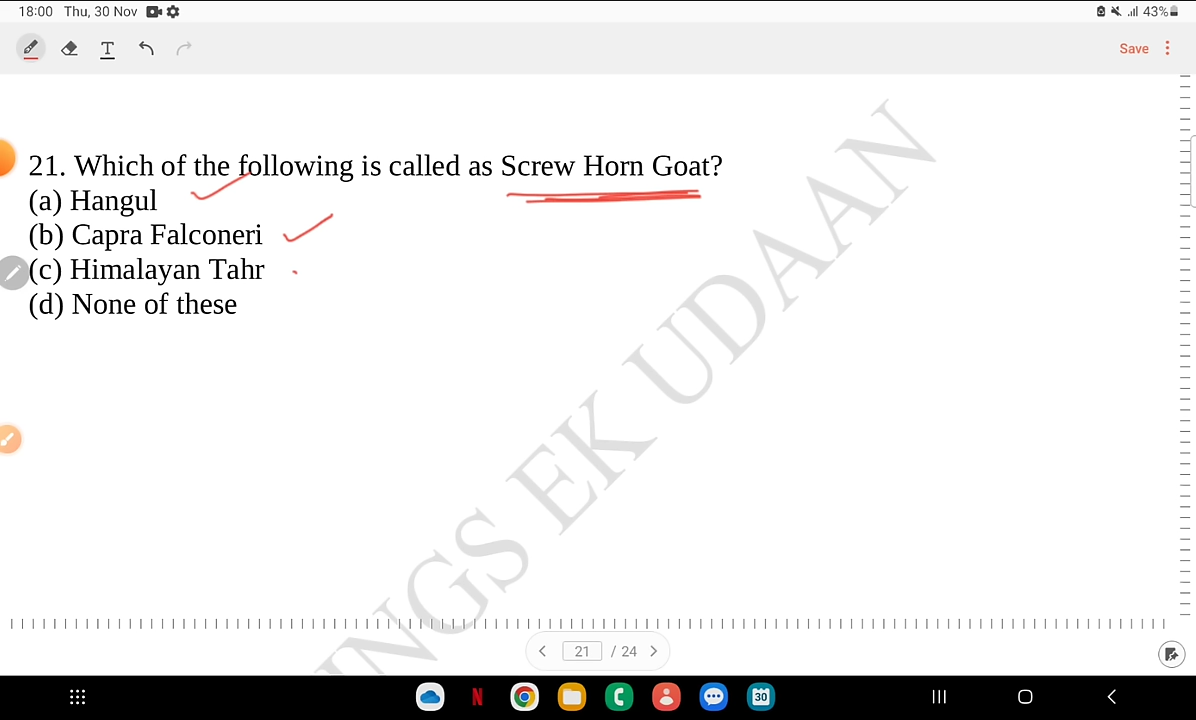 18:00 Thu, 30 Nov
43%
T
Save
21. Which of the following is called as Screw Horn Goat?
(a) Hangul
(b) Capra Falconeri
(c) Himalayan Tahr
(d) None of these
INGS EK UDAAN
21 / 24
N
30